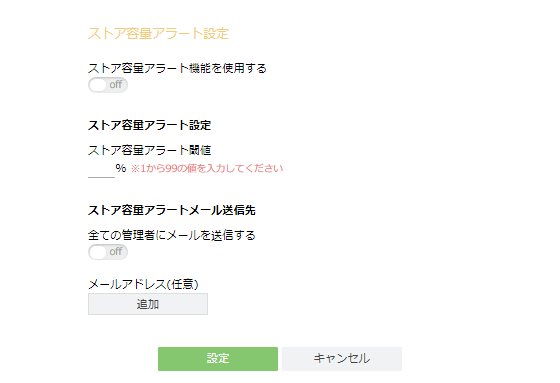 ストア容量アラート設定
ストア容量アラート機能を使用する
off
ストア容量アラート設定
ストア容量アラート閾値
% ※1から99の値を入力してください
ストア容量アラートメール送信先
全ての管理者にメールを送信する
off
メールアドレス(任意)
追加
設定 キャンセル